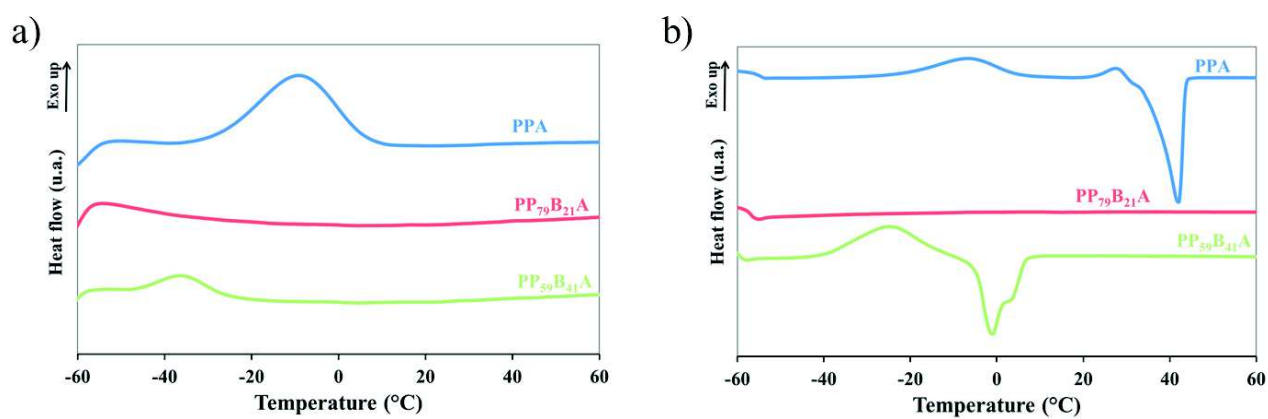 a)
Exo up
Heat flow (u.a.)
PPA
PP₇₉B₂₁A
PP₅₉B₄₁A
-60 -40 -20 0 20 40 60
Temperature (°C)
b)
Exo up
Heat flow (u.a.)
PPA
PP₇₉B₂₁A
PP₅₉B₄₁A
-60 -40 -20 0 20 40 60
Temperature (°C)